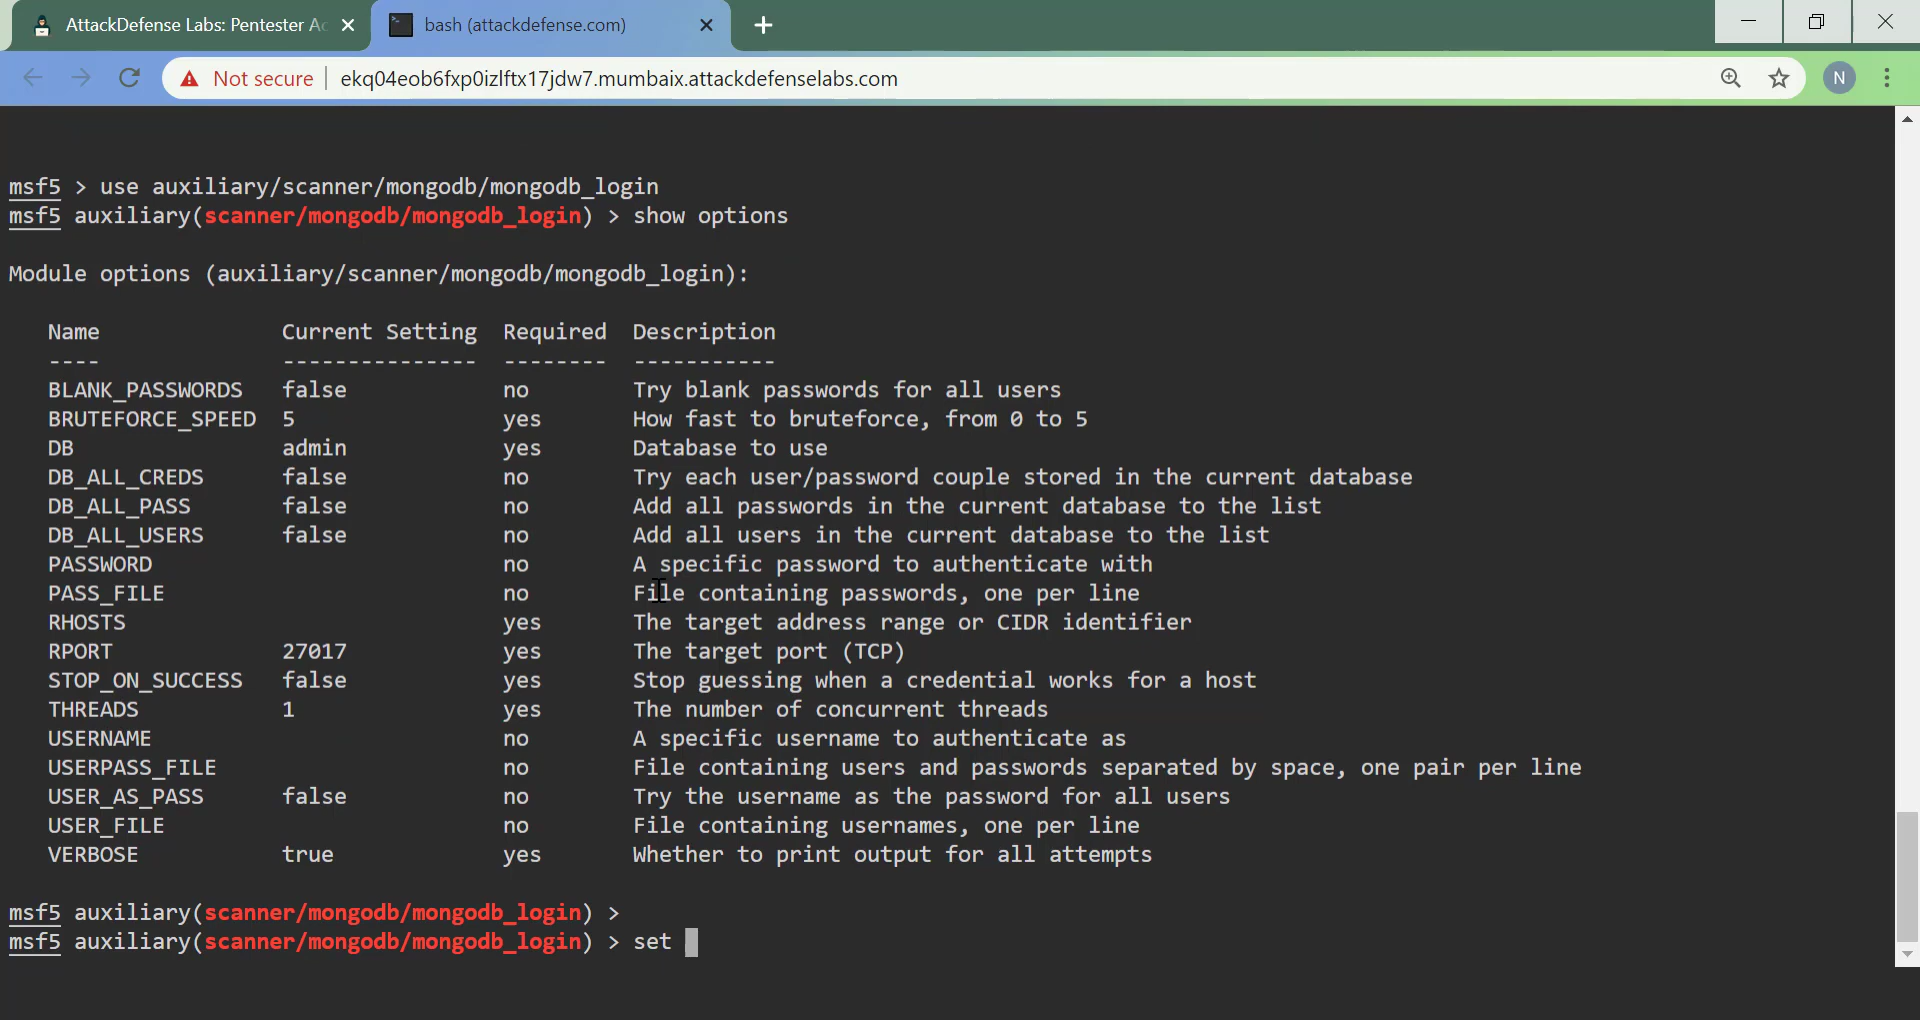 AttackDefense Labs: Pentester Ac
bash (attackdefense.com)
Not secure
ekq04eob6fxp0izlftx17jdw7.mumbaix.attackdefenselabs.com
N
msf5 > use auxiliary/scanner/mongodb/mongodb_login
msf5 auxiliary(scanner/mongodb/mongodb_login) > show options
Module options (auxiliary/scanner/mongodb/mongodb_login):
Name Current Setting Required Description
---- --------------- -------- -----------
BLANK_PASSWORDS false no Try blank passwords for all users
BRUTEFORCE_SPEED 5 yes How fast to bruteforce, from 0 to 5
DB admin yes Database to use
DB_ALL_CREDS false no Try each user/password couple stored in the current database
DB_ALL_PASS false no Add all passwords in the current database to the list
DB_ALL_USERS false no Add all users in the current database to the list
PASSWORD no A specific password to authenticate with
PASS_FILE no File containing passwords, one per line
RHOSTS yes The target address range or CIDR identifier
RPORT 27017 yes The target port (TCP)
STOP_ON_SUCCESS false yes Stop guessing when a credential works for a host
THREADS 1 yes The number of concurrent threads
USERNAME no A specific username to authenticate as
USERPASS_FILE no File containing users and passwords separated by space, one pair per line
USER_AS_PASS false no Try the username as the password for all users
USER_FILE no File containing usernames, one per line
VERBOSE true yes Whether to print output for all attempts
msf5 auxiliary(scanner/mongodb/mongodb_login) >
msf5 auxiliary(scanner/mongodb/mongodb_login) > set